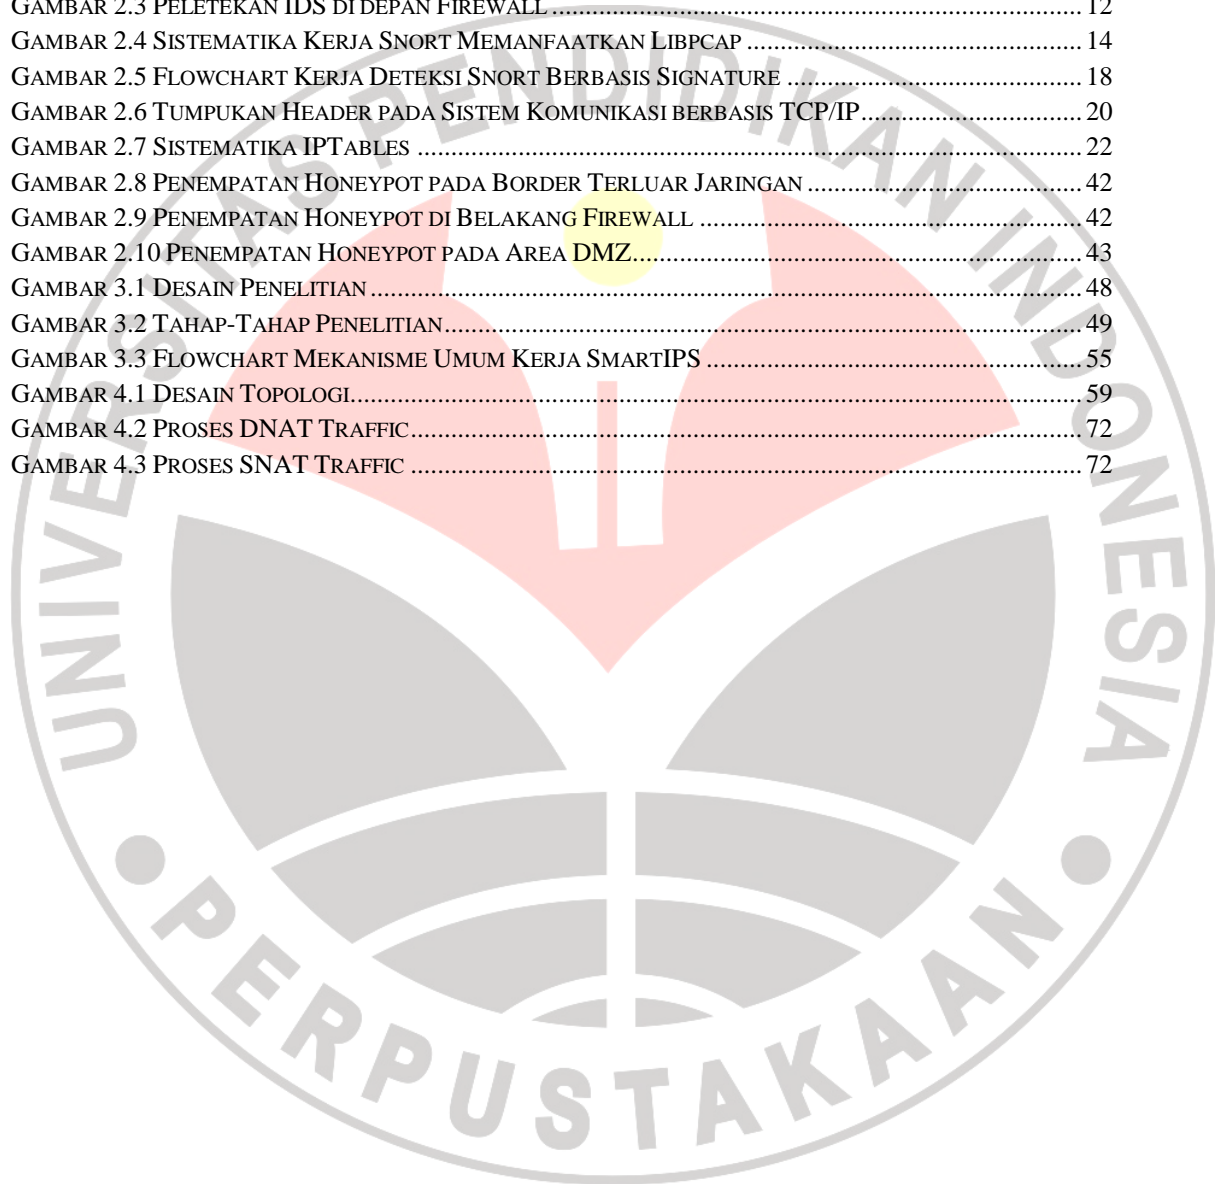 GAMBAR 2.3 PELETEKAN IDS DI DEPAN FIREWALL ........ 12
GAMBAR 2.4 SISTEMATIKA KERJA SNORT MEMANFAATKAN LIBPCAP ........ 14
GAMBAR 2.5 FLOWCHART KERJA DETEKSI SNORT BERBASIS SIGNATURE ........ 18
GAMBAR 2.6 TUMPUKAN HEADER PADA SISTEM KOMUNIKASI BERBASIS TCP/IP ........ 20
GAMBAR 2.7 SISTEMATIKA IPTABLES ........ 22
GAMBAR 2.8 PENEMPATAN HONEYPOT PADA BORDER TERLUAR JARINGAN ........ 42
GAMBAR 2.9 PENEMPATAN HONEYPOT DI BELAKANG FIREWALL ........ 42
GAMBAR 2.10 PENEMPATAN HONEYPOT PADA AREA DMZ ........ 43
GAMBAR 3.1 DESAIN PENELITIAN ........ 48
GAMBAR 3.2 TAHAP-TAHAP PENELITIAN ........ 49
GAMBAR 3.3 FLOWCHART MEKANISME UMUM KERJA SMARTIPS ........ 55
GAMBAR 4.1 DESAIN TOPOLOGI ........ 59
GAMBAR 4.2 PROSES DNAT TRAFFIC ........ 72
GAMBAR 4.3 PROSES SNAT TRAFFIC ........ 72
UNIVERSITAS PENDIDIKAN INDONESIA
PERPUSTAKAAN